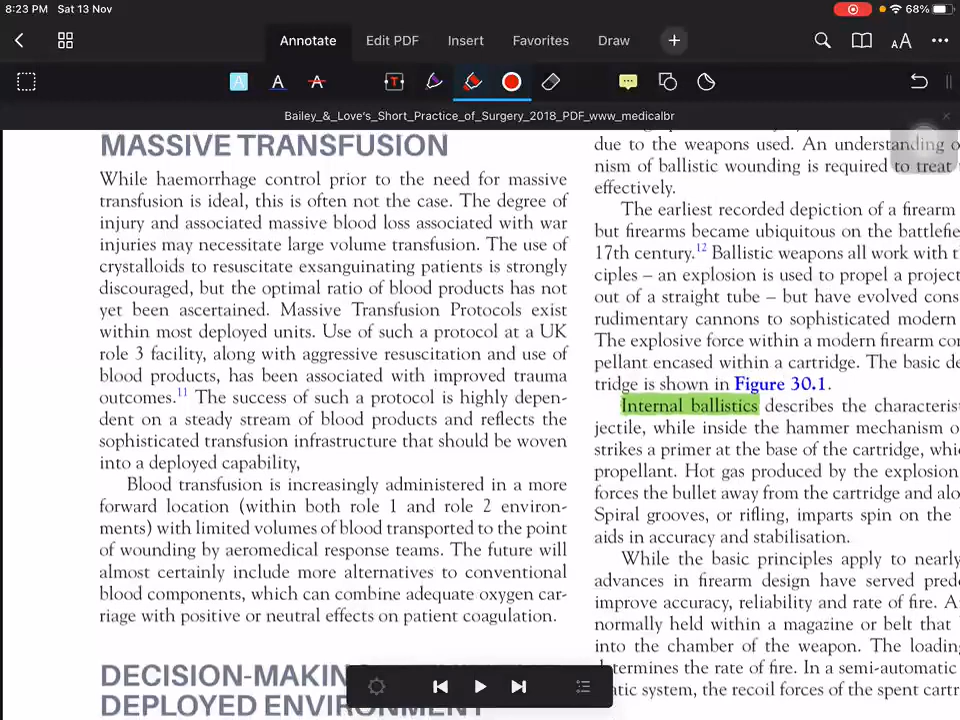 8:23 PM Sat 13 Nov
68%
Annotate Edit PDF Insert Favorites Draw
Bailey_&_Love's_Short_Practice_of_Surgery_2018_PDF_www_medicalbr
MASSIVE TRANSFUSION
While haemorrhage control prior to the need for massive
transfusion is ideal, this is often not the case. The degree of
injury and associated massive blood loss associated with war
injuries may necessitate large volume transfusion. The use of
crystalloids to resuscitate exsanguinating patients is strongly
discouraged, but the optimal ratio of blood products has not
yet been ascertained. Massive Transfusion Protocols exist
within most deployed units. Use of such a protocol at a UK
role 3 facility, along with aggressive resuscitation and use of
blood products, has been associated with improved trauma
outcomes.11 The success of such a protocol is highly depen-
dent on a steady stream of blood products and reflects the
sophisticated transfusion infrastructure that should be woven
into a deployed capability,
Blood transfusion is increasingly administered in a more
forward location (within both role 1 and role 2 environ-
ments) with limited volumes of blood transported to the point
of wounding by aeromedical response teams. The future will
almost certainly include more alternatives to conventional
blood components, which can combine adequate oxygen car-
riage with positive or neutral effects on patient coagulation.
DECISION-MAKING
DEPLOYED ENVIRONMENT
due to the weapons used. An understanding
nism of ballistic wounding is required to treat
effectively.
The earliest recorded depiction of a firearm
but firearms became ubiquitous on the battlefie
17th century.12 Ballistic weapons all work with
ciples – an explosion is used to propel a project
out of a straight tube – but have evolved cons
rudimentary cannons to sophisticated modern
The explosive force within a modern firearm con
pellant encased within a cartridge. The basic de
tridge is shown in Figure 30.1.
Internal ballistics describes the characterist
jectile, while inside the hammer mechanism o
strikes a primer at the base of the cartridge, whic
propellant. Hot gas produced by the explosion
forces the bullet away from the cartridge and alo
Spiral grooves, or rifling, imparts spin on the
aids in accuracy and stabilisation.
While the basic principles apply to nearly
advances in firearm design have served pred
improve accuracy, reliability and rate of fire. A
normally held within a magazine or belt that
into the chamber of the weapon. The loading
determines the rate of fire. In a semi-automatic
atic system, the recoil forces of the spent cartr